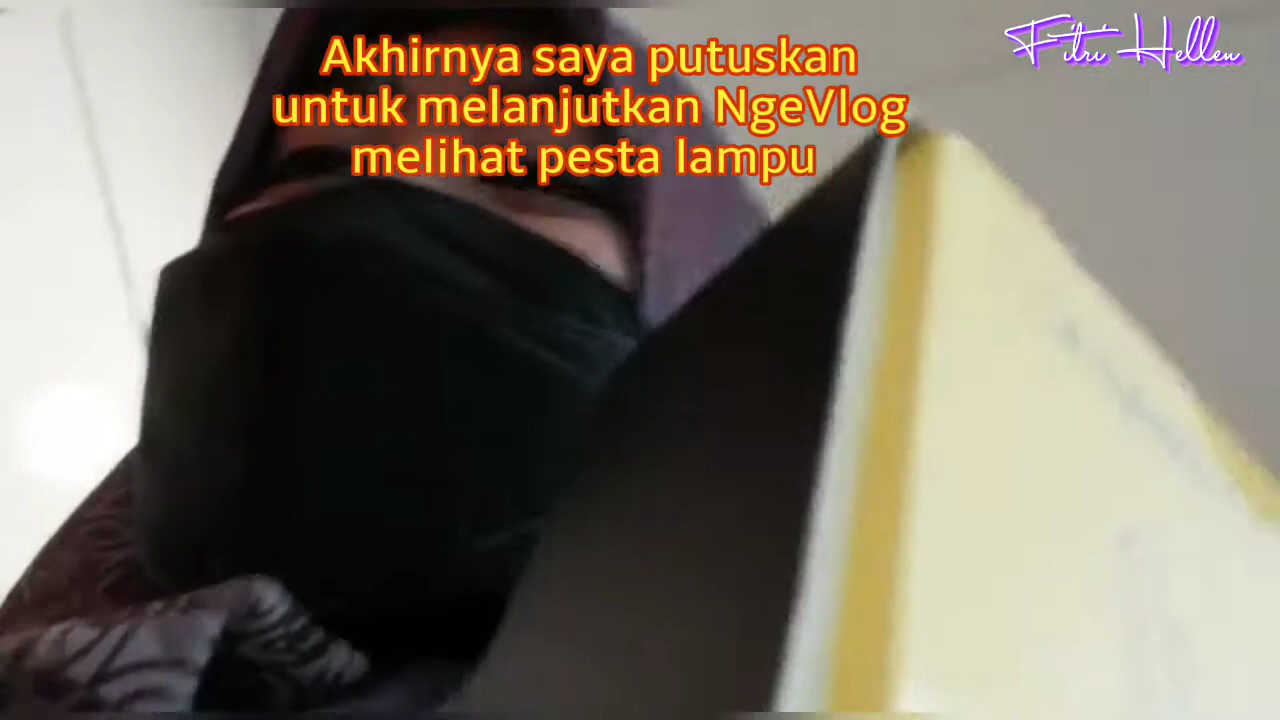 Fitri Hellen
Akhirnya saya putuskan
untuk melanjutkan NgeVlog
melihat pesta lampu